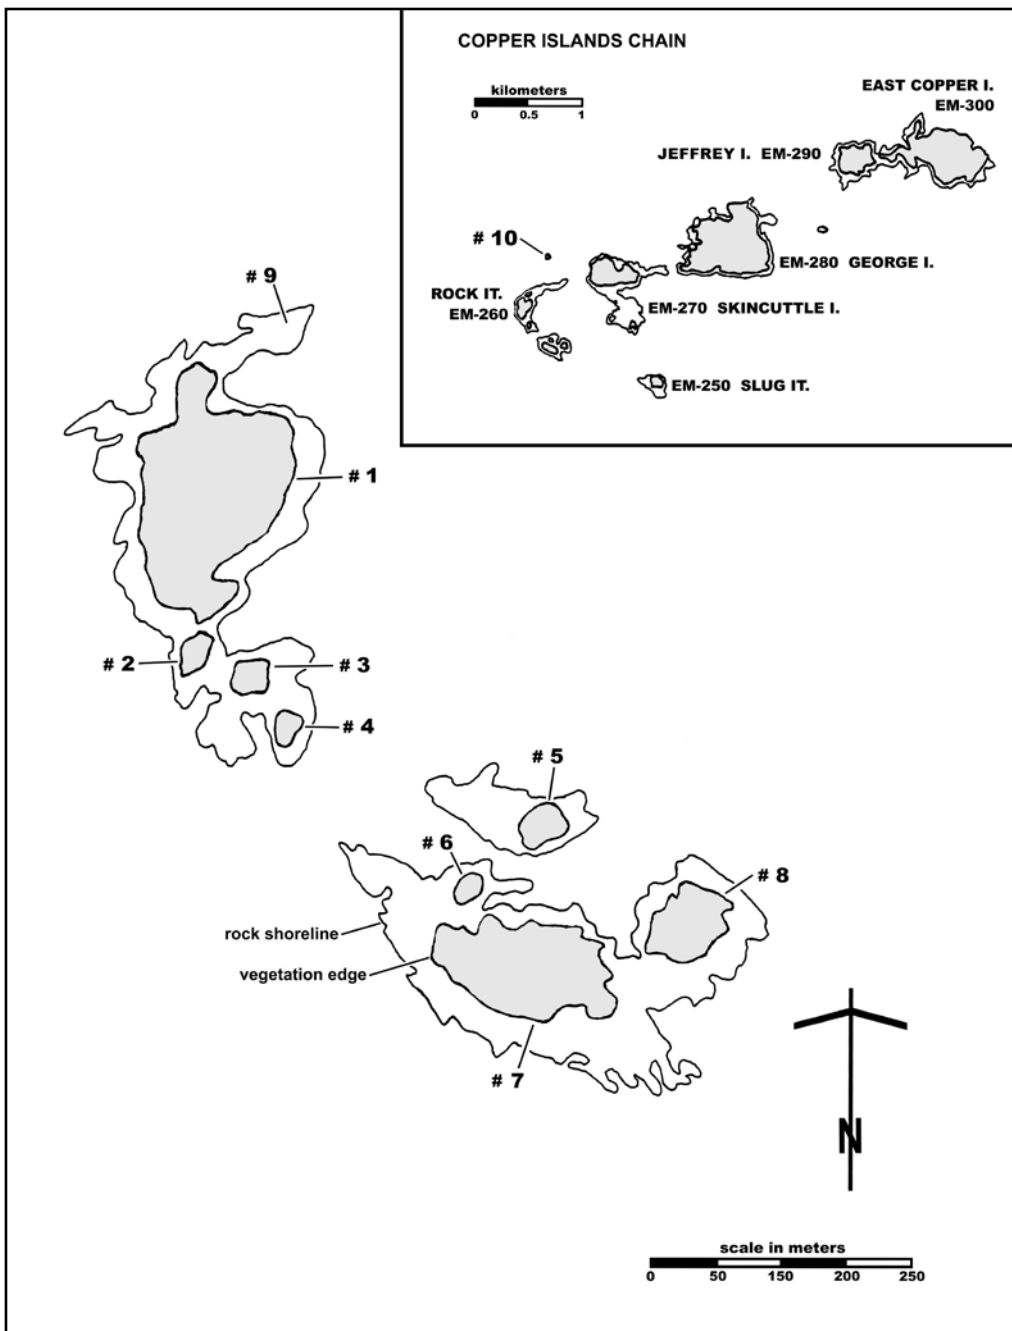 COPPER ISLANDS CHAIN
kilometers
0 0.5 1
EAST COPPER I.
EM-300
JEFFREY I. EM-290
# 10
EM-280 GEORGE I.
ROCK IT.
EM-260
EM-270 SKINCUTTLE I.
EM-250 SLUG IT.
# 9
# 1
# 2
# 3
# 4
# 5
# 6
# 8
rock shoreline
vegetation edge
# 7
N
scale in meters
0 50 150 200 250